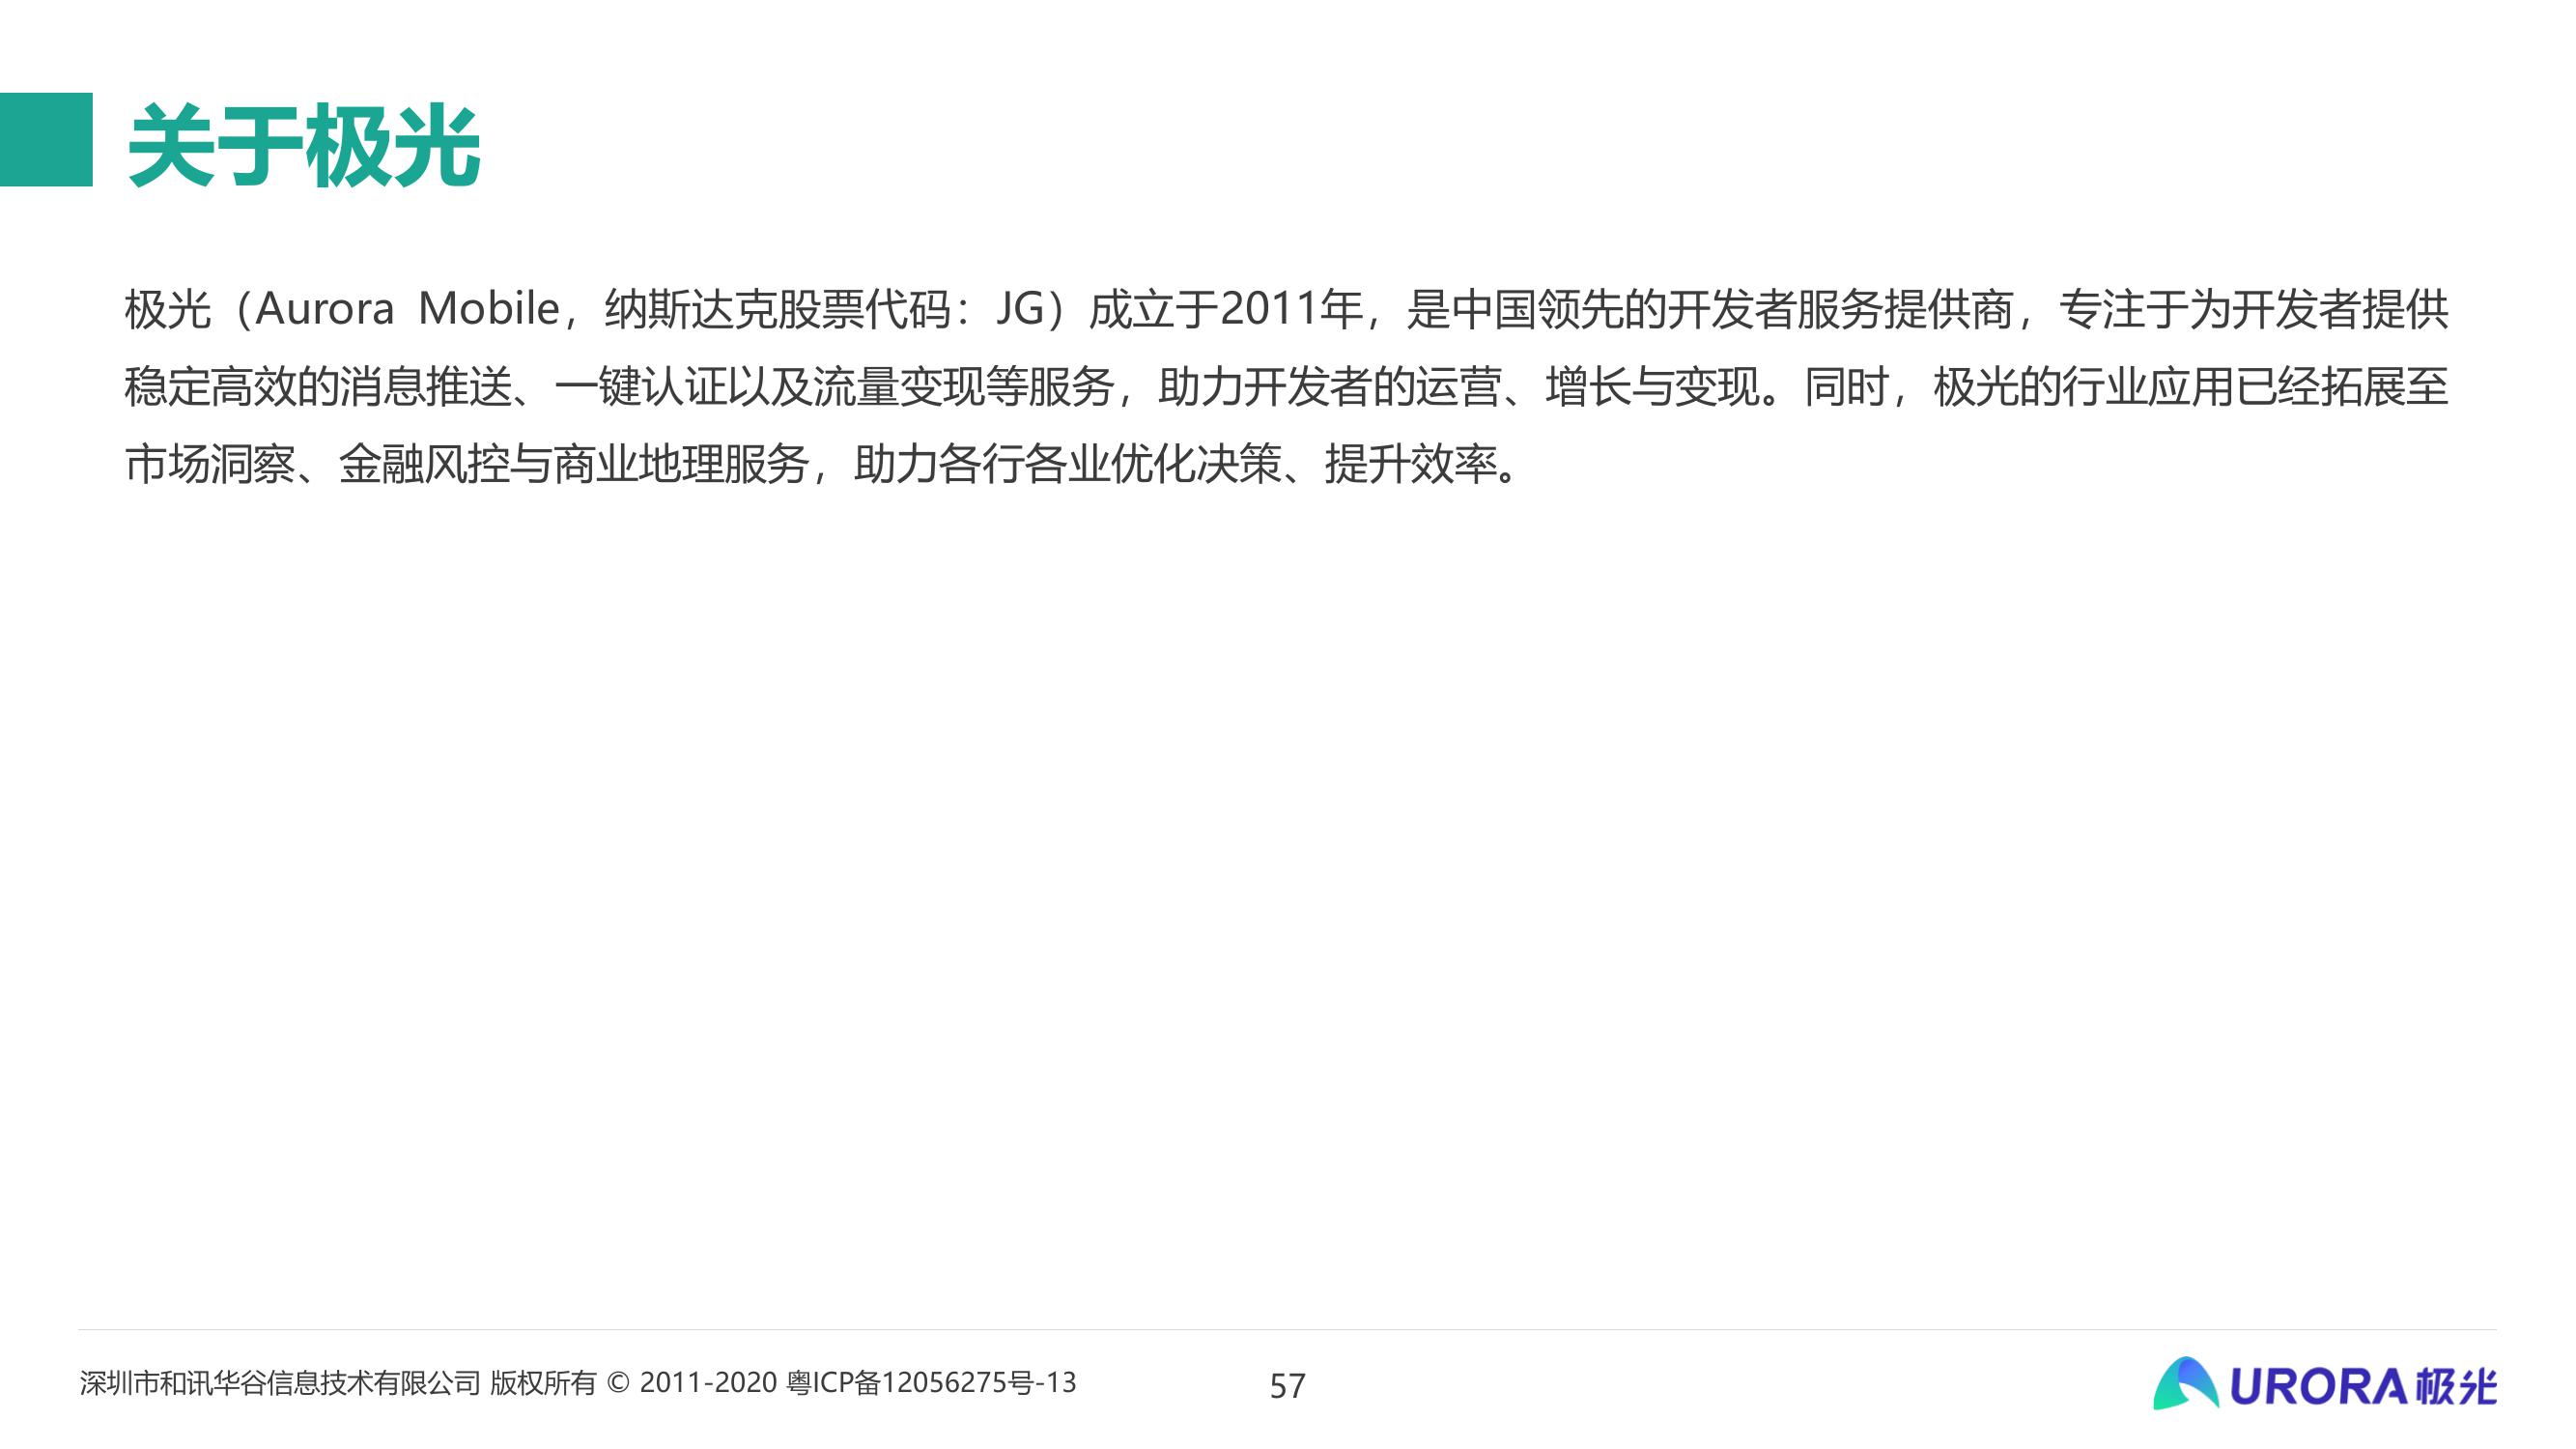 关于极光
极光（Aurora Mobile，纳斯达克股票代码：JG）成立于2011年，是中国领先的开发者服务提供商，专注于为开发者提供
稳定高效的消息推送、一键认证以及流量变现等服务，助力开发者的运营、增长与变现。同时，极光的行业应用已经拓展至
市场洞察、金融风控与商业地理服务，助力各行各业优化决策、提升效率。
深圳市和讯华谷信息技术有限公司 版权所有 © 2011-2020 粤ICP备12056275号-13
57
URORA极光